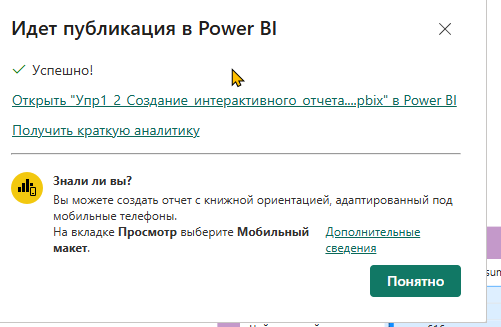 Идет публикация в Power BI
Успешно!
Открыть "Упр1_2_Создание_интерактивного_отчета....pbix" в Power BI
Получить краткую аналитику
Знали ли вы?
Вы можете создать отчет с книжной ориентацией, адаптированный под
мобильные телефоны.
На вкладке Просмотр выберите Мобильный
макет.
Дополнительные
сведения
Понятно